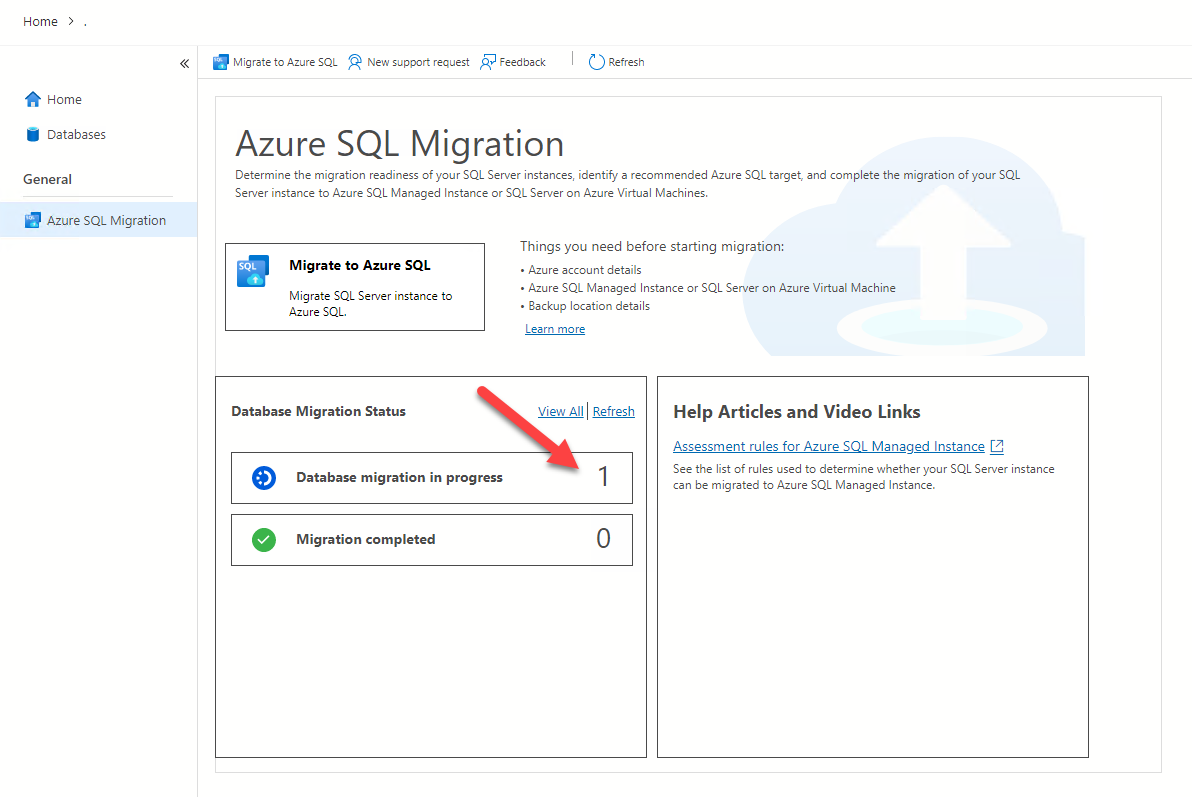 Home > .
«
Migrate to Azure SQL New support request Feedback | Refresh
Home
Databases
General
Azure SQL Migration
Azure SQL Migration
Determine the migration readiness of your SQL Server instances, identify a recommended Azure SQL target, and complete the migration of your SQL
Server instance to Azure SQL Managed Instance or SQL Server on Azure Virtual Machines.
SQL
Migrate to Azure SQL
Migrate SQL Server instance to
Azure SQL.
Things you need before starting migration:
• Azure account details
• Azure SQL Managed Instance or SQL Server on Azure Virtual Machine
• Backup location details
Learn more
Database Migration Status
View All | Refresh
Database migration in progress 1
Migration completed 0
Help Articles and Video Links
Assessment rules for Azure SQL Managed Instance
See the list of rules used to determine whether your SQL Server instance
can be migrated to Azure SQL Managed Instance.